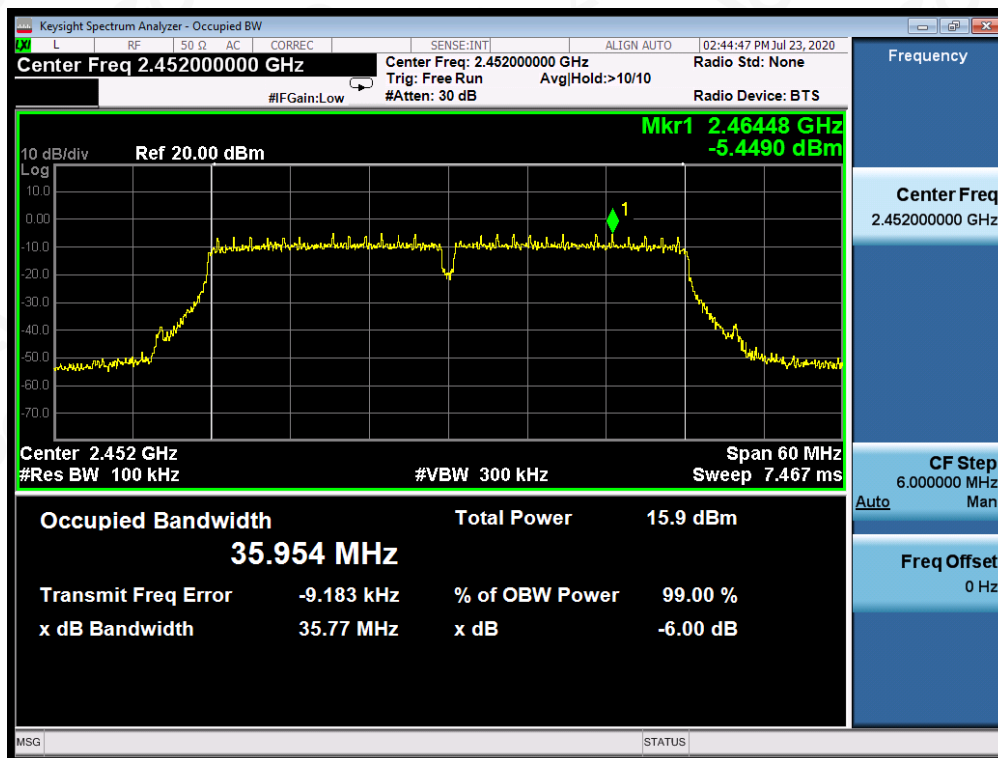 Keysight Spectrum Analyzer - Occupied BW
LXI L RF 50 Ω AC CORREC SENSE:INT ALIGN AUTO 02:44:47 PM Jul 23, 2020
Center Freq 2.452000000 GHz
Center Freq: 2.452000000 GHz
Radio Std: None
Trig: Free Run Avg|Hold:>10/10
#IFGain:Low
#Atten: 30 dB
Radio Device: BTS
Mkr1 2.46448 GHz
-5.4490 dBm
10 dB/div Ref 20.00 dBm
Log
10.0
0.00
-10.0
-20.0
-30.0
-40.0
-50.0
-60.0
-70.0
1
Center 2.452 GHz
Span 60 MHz
#Res BW 100 kHz
#VBW 300 kHz
Sweep 7.467 ms
Occupied Bandwidth
35.954 MHz
Total Power 15.9 dBm
Transmit Freq Error -9.183 kHz
% of OBW Power 99.00 %
x dB Bandwidth 35.77 MHz
x dB -6.00 dB
MSG
STATUS
Frequency
Center Freq
2.452000000 GHz
CF Step
6.000000 MHz
Auto Man
Freq Offset
0 Hz